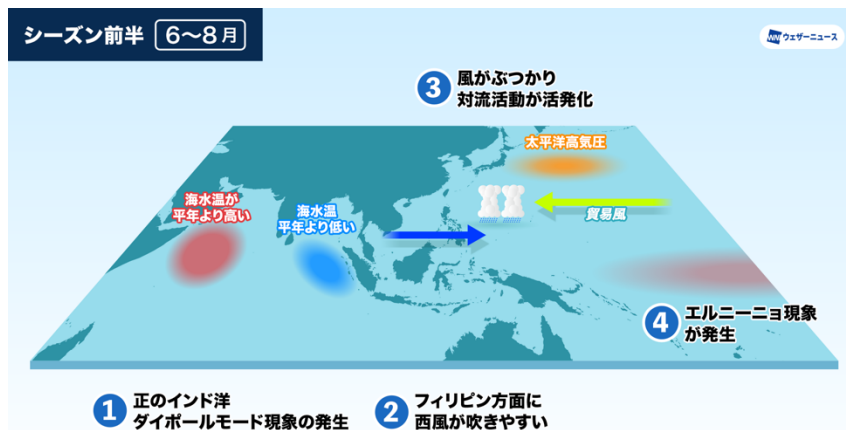 シーズン前半 6〜8月
WN ウェザーニュース
3 風がぶつかり
対流活動が活発化
太平洋高気圧
海水温が
平年より高い
海水温
平年より低い
貿易風
4 エルニーニョ現象
が発生
1 正のインド洋
ダイポールモード現象の発生
2 フィリピン方面に
西風が吹きやすい